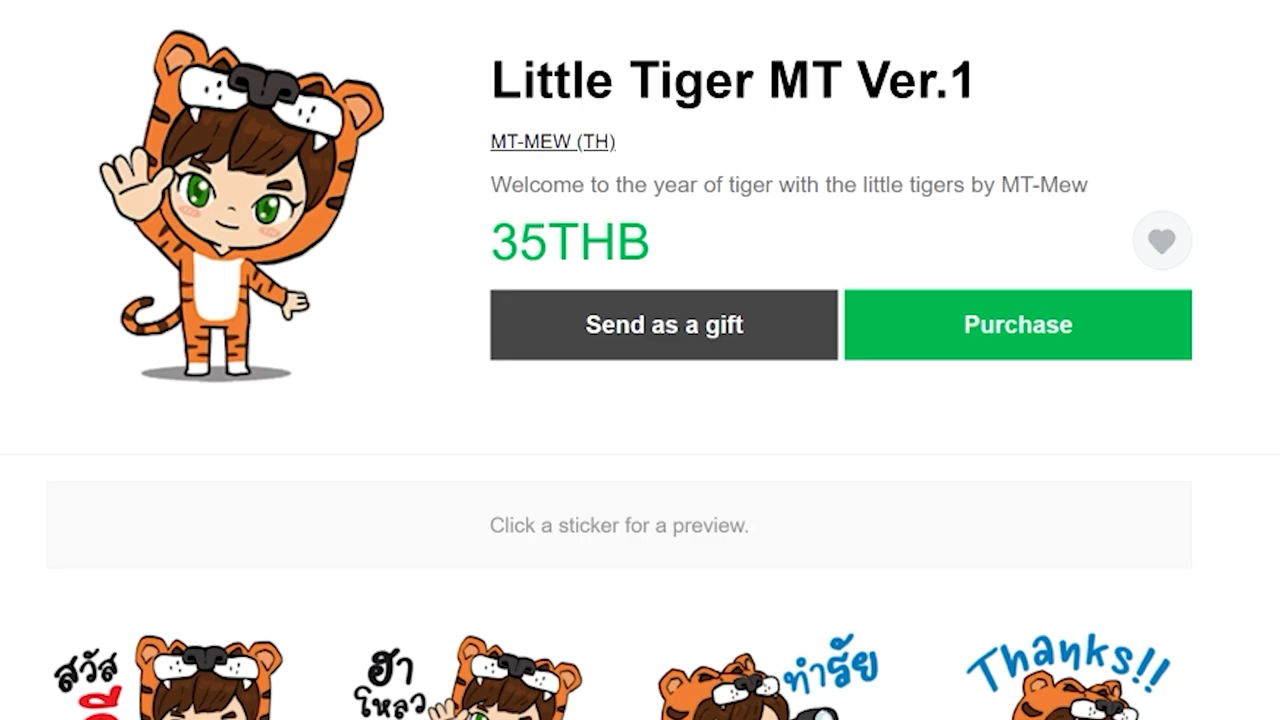 Little Tiger MT Ver.1
MT-MEW (TH)
Welcome to the year of tiger with the little tigers by MT-Mew
35THB
Send as a gift
Purchase
Click a sticker for a preview.
สวัส
ฮา
โหลว
ทำรัย
Thanks!!